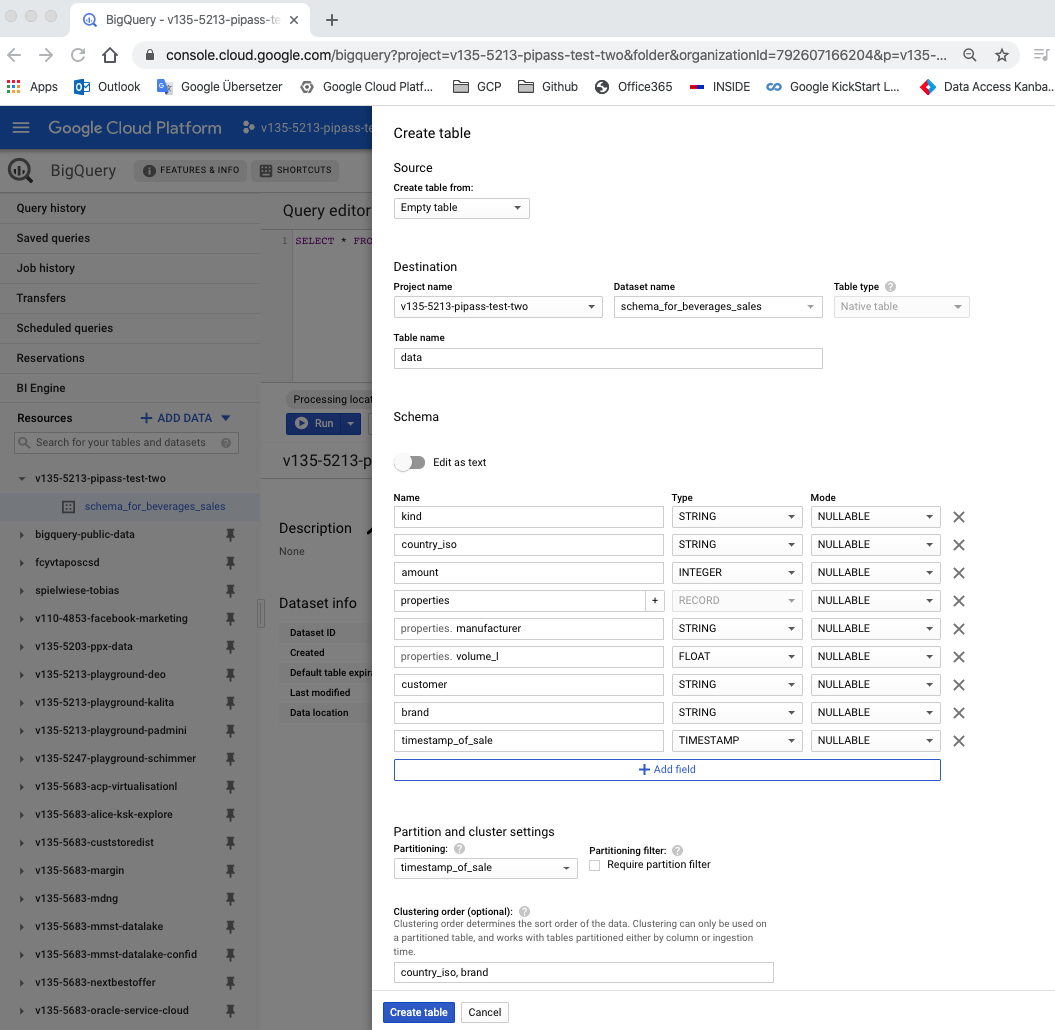 BigQuery - v135-5213-pipass-te
console.cloud.google.com/bigquery?project=v135-5213-pipass-test-two&folder&organizationId=792607166204&p=v135-...
Apps Outlook Google Übersetzer Google Cloud Platf... GCP Github Office365 INSIDE Google KickStart L... Data Access Kanba...
Google Cloud Platform v135-5213-pipass-te
BigQuery FEATURES & INFO SHORTCUTS
Query history
Saved queries
Job history
Transfers
Scheduled queries
Reservations
BI Engine
Resources ADD DATA
Search for your tables and datasets
v135-5213-pipass-test-two
schema_for_beverages_sales
bigquery-public-data
fcyvtaposcsd
spielwiese-tobias
v110-4853-facebook-marketing
v135-5203-ppx-data
v135-5213-playground-deo
v135-5213-playground-kalita
v135-5213-playground-padmini
v135-5247-playground-schimmer
v135-5683-acp-virtualisationl
v135-5683-alice-ksk-explore
v135-5683-custstoredist
v135-5683-margin
v135-5683-mdng
v135-5683-mmst-datalake
v135-5683-mmst-datalake-confid
v135-5683-nextbestoffer
v135-5683-oracle-service-cloud
Query editor
1 SELECT * FRO
Processing locat
Run
v135-5213-p
Description
None
Dataset info
Dataset ID
Created
Default table expira
Last modified
Data location
Create table
Source
Create table from:
Empty table
Destination
Project name Dataset name Table type ?
v135-5213-pipass-test-two schema_for_beverages_sales Native table
Table name
data
Schema
Edit as text
Name Type Mode
kind STRING NULLABLE
country_iso STRING NULLABLE
amount INTEGER NULLABLE
properties + RECORD NULLABLE
properties. manufacturer STRING NULLABLE
properties. volume_l FLOAT NULLABLE
customer STRING NULLABLE
brand STRING NULLABLE
timestamp_of_sale TIMESTAMP NULLABLE
Add field
Partition and cluster settings
Partitioning: ? Partitioning filter: ?
timestamp_of_sale Require partition filter
Clustering order (optional): ?
Clustering order determines the sort order of the data. Clustering can only be used on
a partitioned table, and works with tables partitioned either by column or ingestion
time.
country_iso, brand
Create table Cancel